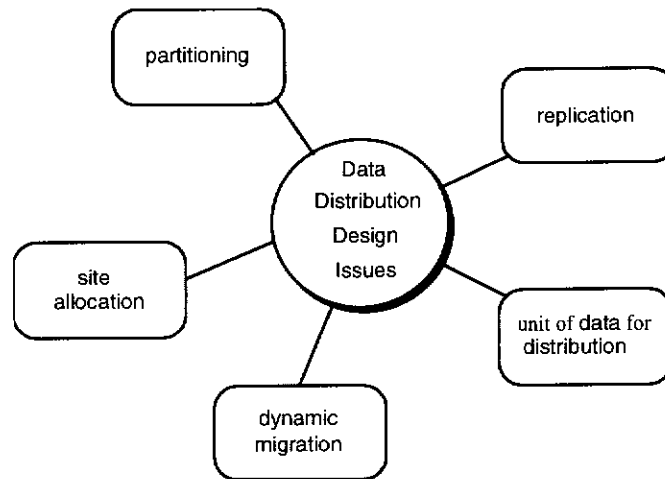 partitioning
replication
Data
Distribution
Design
Issues
site
allocation
unit of data for
distribution
dynamic
migration